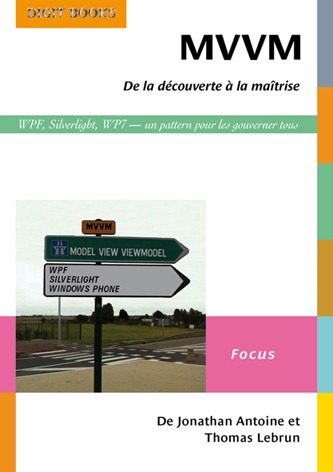 DIGIT BOOKS
MVVM
De la découverte à la maîtrise
WPF, Silverlight, WP7 — un pattern pour les gouverner tous
MVVM
MODEL VIEW VIEWMODEL
WPF
SILVERLIGHT
WINDOWS PHONE
Focus
De Jonathan Antoine et
Thomas Lebrun